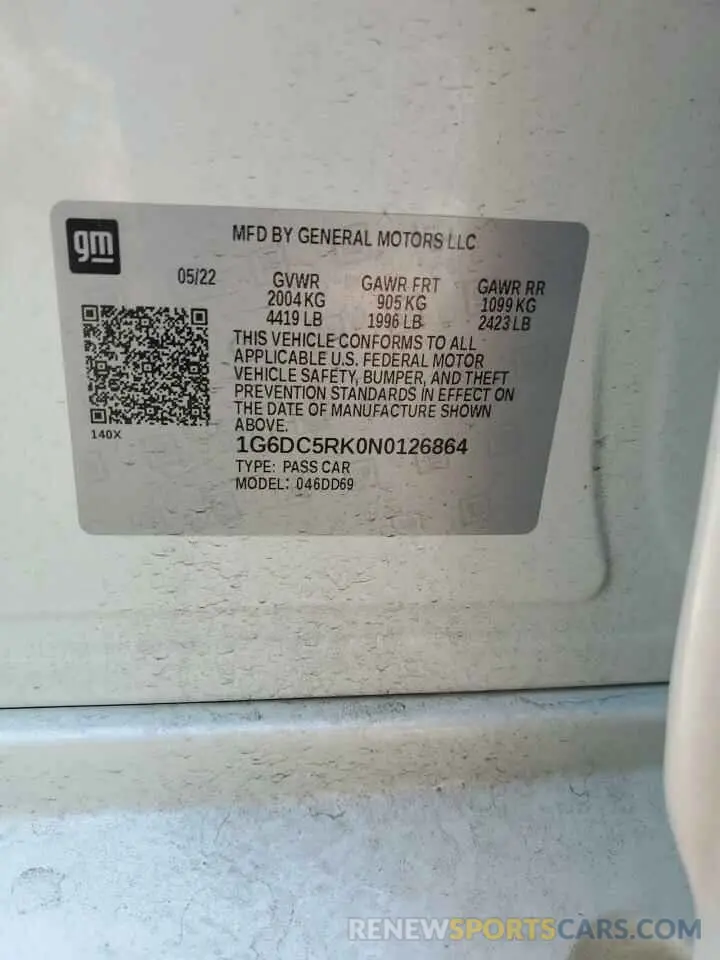 gm
MFD BY GENERAL MOTORS LLC
05/22
GVWR GAWR FRT GAWR RR
2004 KG 905 KG 1099 KG
4419 LB 1996 LB 2423 LB
THIS VEHICLE CONFORMS TO ALL
APPLICABLE U.S. FEDERAL MOTOR
VEHICLE SAFETY, BUMPER, AND THEFT
PREVENTION STANDARDS IN EFFECT ON
THE DATE OF MANUFACTURE SHOWN
ABOVE.
140X
1G6DC5RK0N0126864
TYPE: PASS CAR
MODEL: 046DD69
RENEWSPORTSCARS.COM